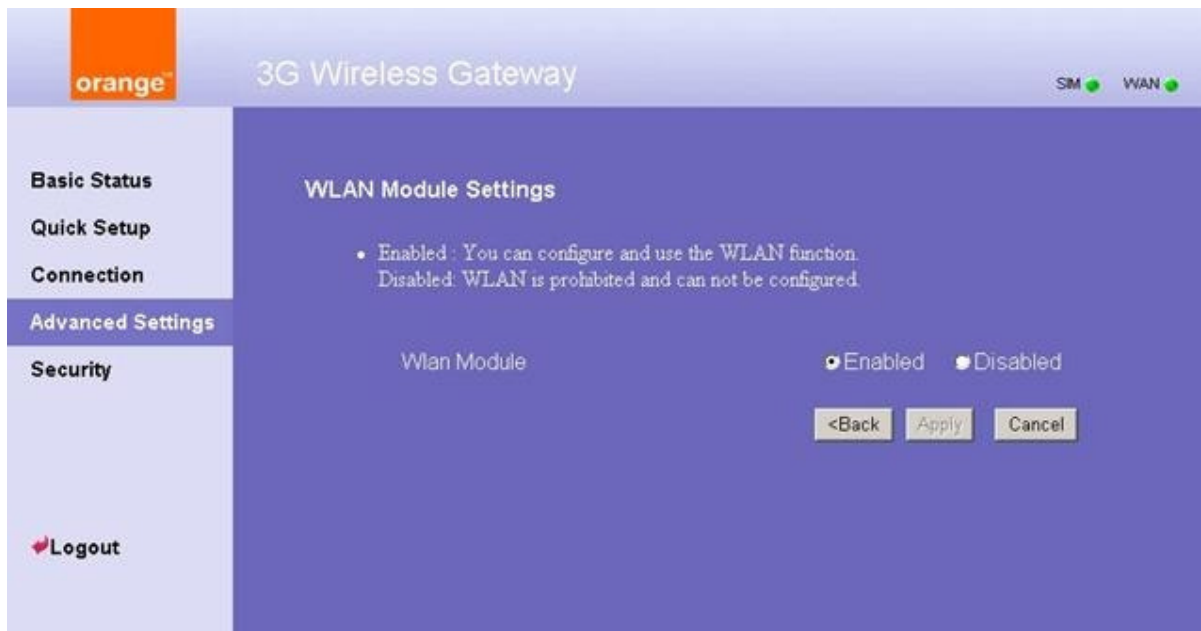 orange™
3G Wireless Gateway
SIM WAN
Basic Status
Quick Setup
Connection
Advanced Settings
Security
Logout
WLAN Module Settings
• Enabled : You can configure and use the WLAN function.
Disabled: WLAN is prohibited and can not be configured.
Wlan Module Enabled Disabled
<Back Apply Cancel